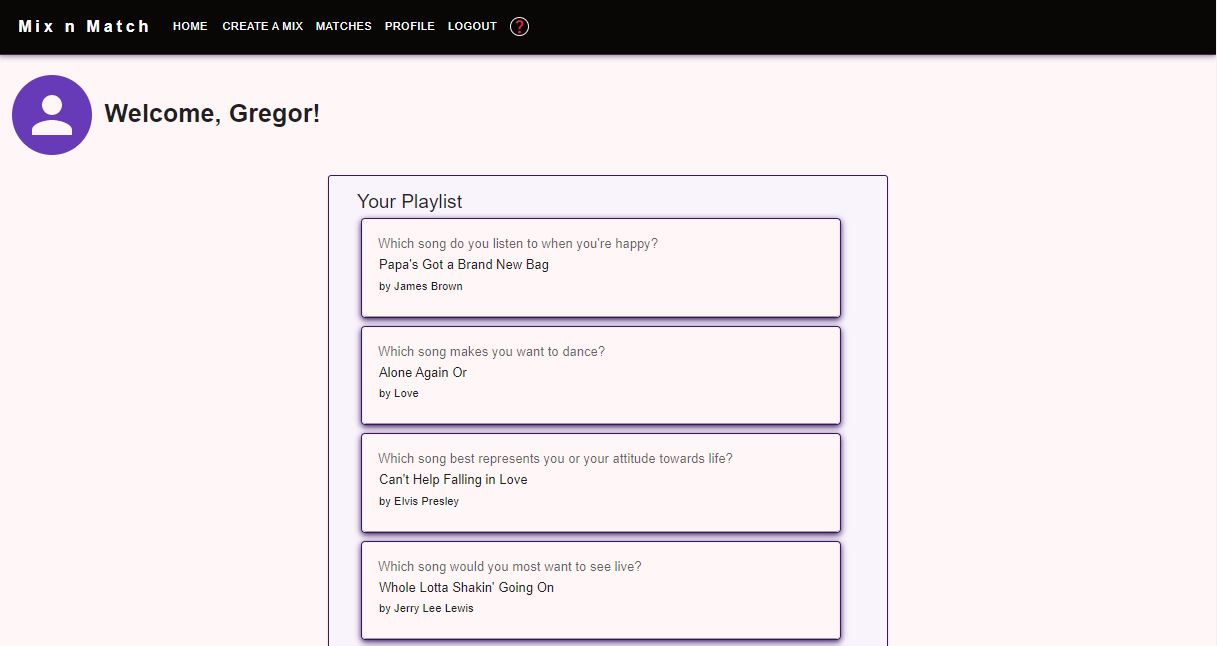 Mix n Match HOME CREATE A MIX MATCHES PROFILE LOGOUT ?
Welcome, Gregor!
Your Playlist
Which song do you listen to when you're happy?
Papa's Got a Brand New Bag
by James Brown
Which song makes you want to dance?
Alone Again Or
by Love
Which song best represents you or your attitude towards life?
Can't Help Falling in Love
by Elvis Presley
Which song would you most want to see live?
Whole Lotta Shakin' Going On
by Jerry Lee Lewis